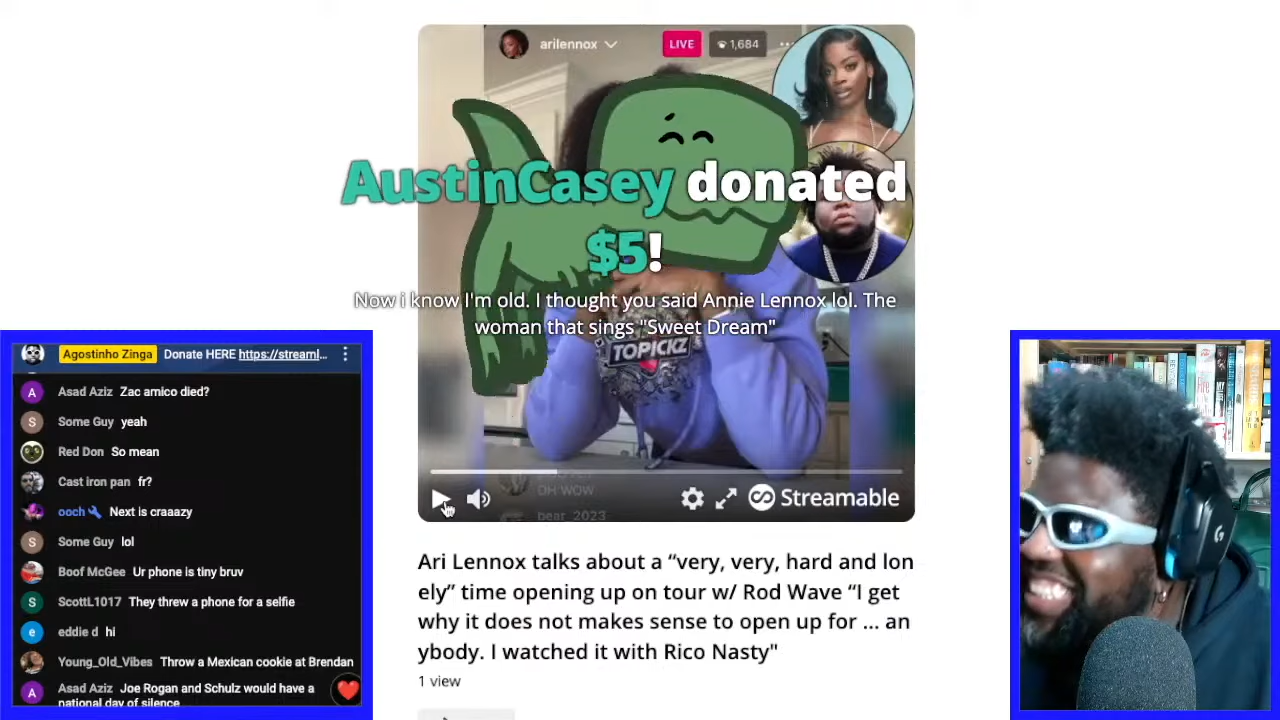 arilennox
LIVE
1,684
AustinCasey donated
$5!
Now i know I'm old. I thought you said Annie Lennox lol. The
woman that sings "Sweet Dream"
TOPICKZ
OH WOW
bear_2023
Streamable
Ari Lennox talks about a “very, very, hard and lon
ely” time opening up on tour w/ Rod Wave “I get
why it does not makes sense to open up for ... an
ybody. I watched it with Rico Nasty"
1 view
Agostinho Zinga Donate HERE https://streaml...
Asad Aziz Zac amico died?
Some Guy yeah
Red Don So mean
Cast iron pan fr?
ooch Next is craaazy
Some Guy lol
Boof McGee Ur phone is tiny bruv
ScottL1017 They threw a phone for a selfie
eddie d hi
Young_Old_Vibes Throw a Mexican cookie at Brendan
Asad Aziz Joe Rogan and Schulz would have a
national day of silence